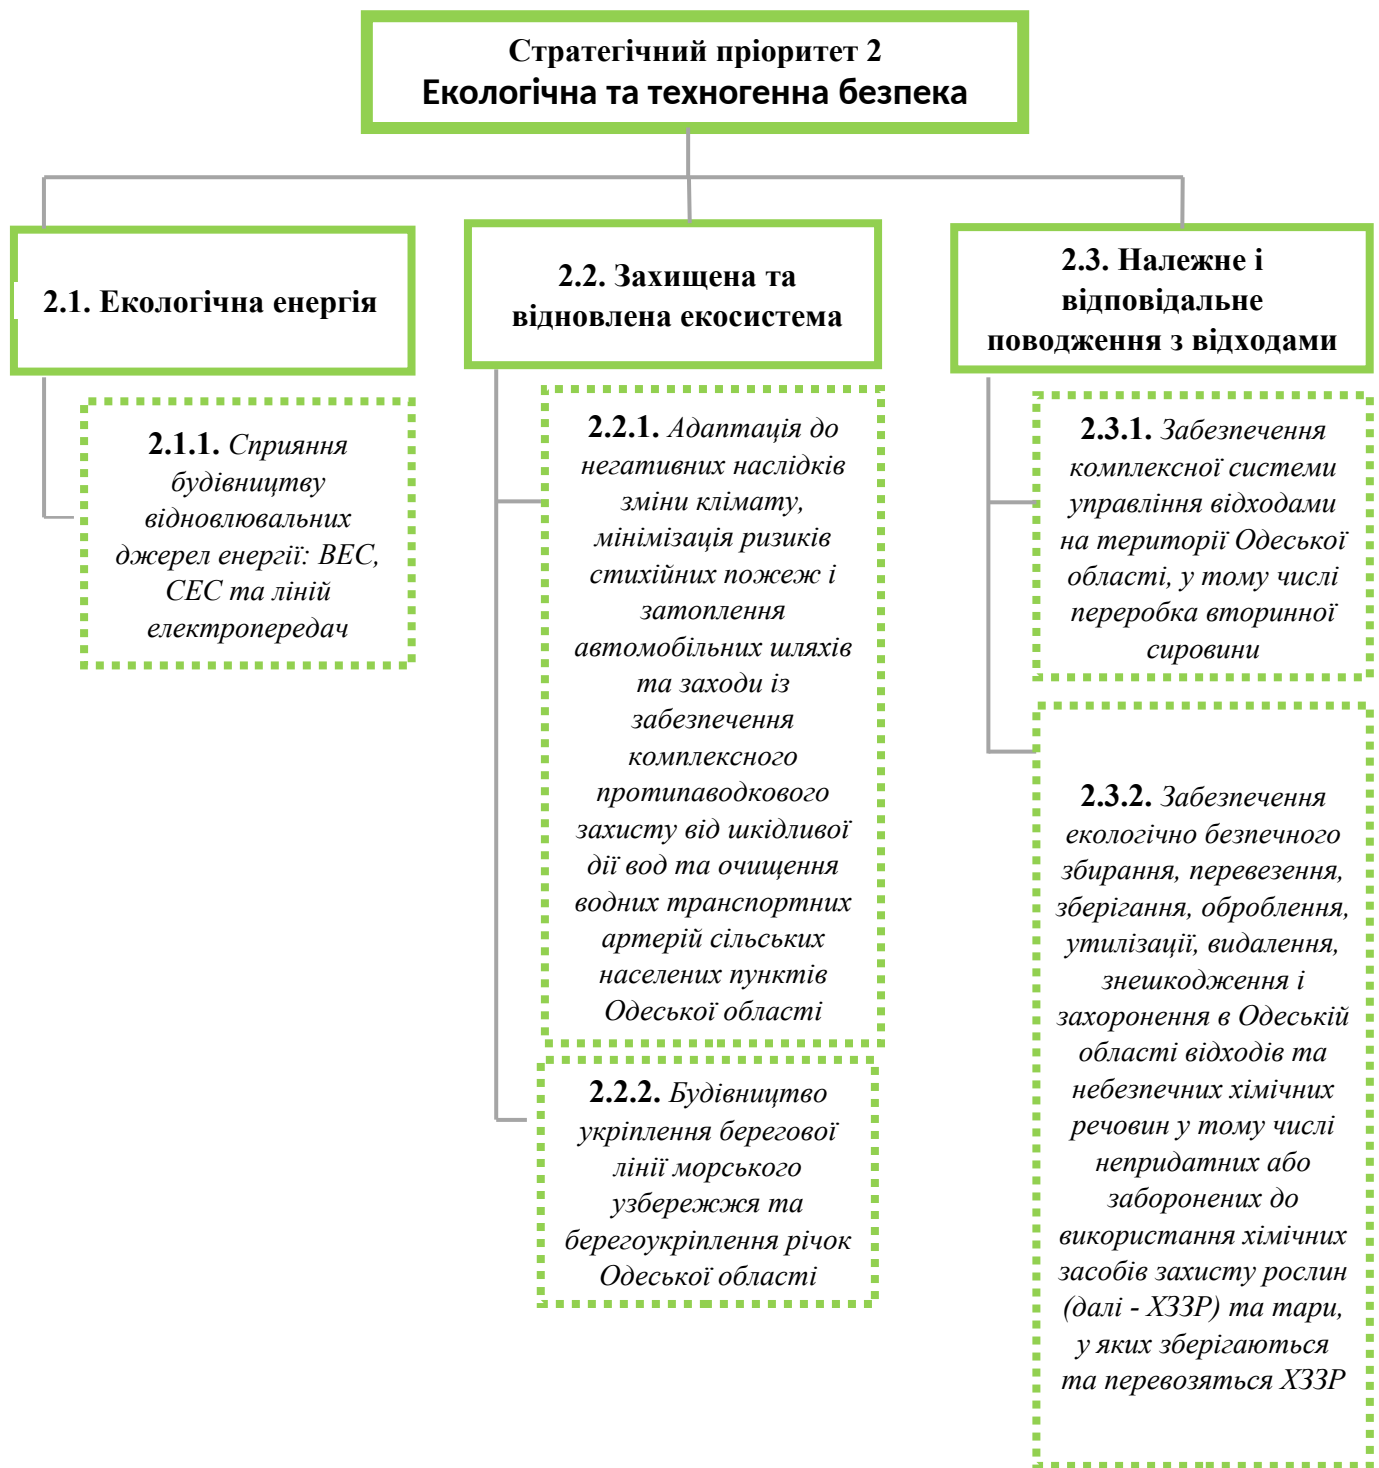 Стратегічний пріоритет 2
Екологічна та техногенна безпека
2.1. Екологічна енергія
2.1.1. Сприяння
будівництву
відновлювальних
джерел енергії: ВЕС,
СЕС та ліній
електропередач
2.2. Захищена та
відновлена екосистема
2.2.1. Адаптація до
негативних наслідків
зміни клімату,
мінімізація ризиків
стихійних пожеж і
затоплення
автомобільних шляхів
та заходи із
забезпечення
комплексного
протипаводкового
захисту від шкідливої
дії вод та очищення
водних транспортних
артерій сільських
населених пунктів
Одеської області
2.2.2. Будівництво
укріплення берегової
лінії морського
узбережжя та
берегоукріплення річок
Одеської області
2.3. Належне і
відповідальне
поводження з відходами
2.3.1. Забезпечення
комплексної системи
управління відходами
на території Одеської
області, у тому числі
переробка вторинної
сировини
2.3.2. Забезпечення
екологічно безпечного
збирання, перевезення,
зберігання, оброблення,
утилізації, видалення,
знешкодження і
захоронення в Одеській
області відходів та
небезпечних хімічних
речовин у тому числі
непридатних або
заборонених до
використання хімічних
засобів захисту рослин
(далі - ХЗЗР) та тари,
у яких зберігаються
та перевозяться ХЗЗР